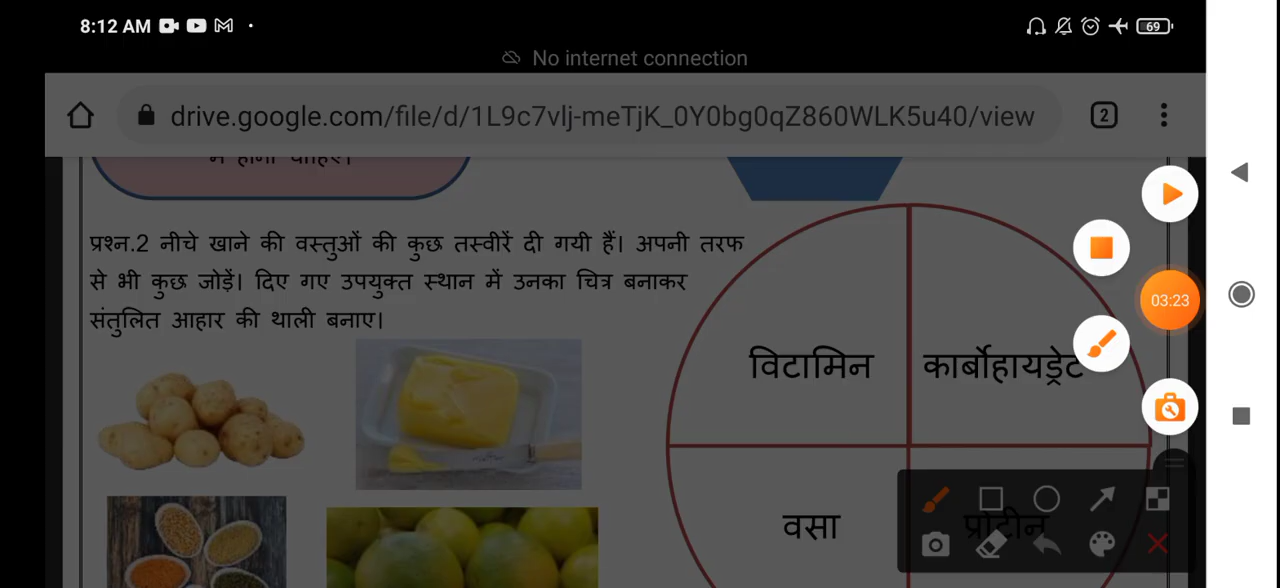 8:12 AM
69
No internet connection
drive.google.com/file/d/1L9c7vlj-meTjK_0Y0bg0qZ860WLK5u40/view
2
में होना चाहिए।
प्रश्न.2 नीचे खाने की वस्तुओं की कुछ तस्वीरें दी गयी हैं। अपनी तरफ
से भी कुछ जोड़ें। दिए गए उपयुक्त स्थान में उनका चित्र बनाकर
संतुलित आहार की थाली बनाए।
03:23
विटामिन
कार्बोहायड्रेट
वसा
प्रोटीन